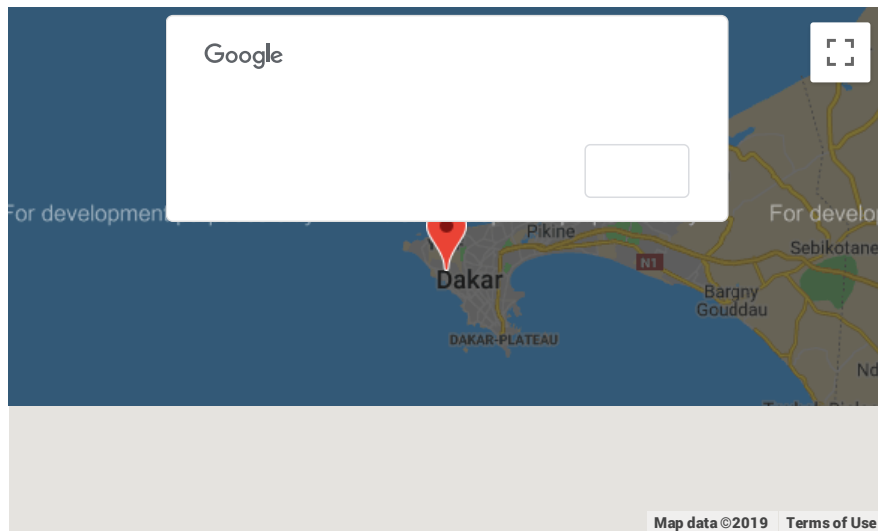 Google
For development
For develo
Pikine
Sebikotane
N1
Dakar
Bargny
Gouddau
DAKAR-PLATEAU
Nd
Map data ©2019
Terms of Use